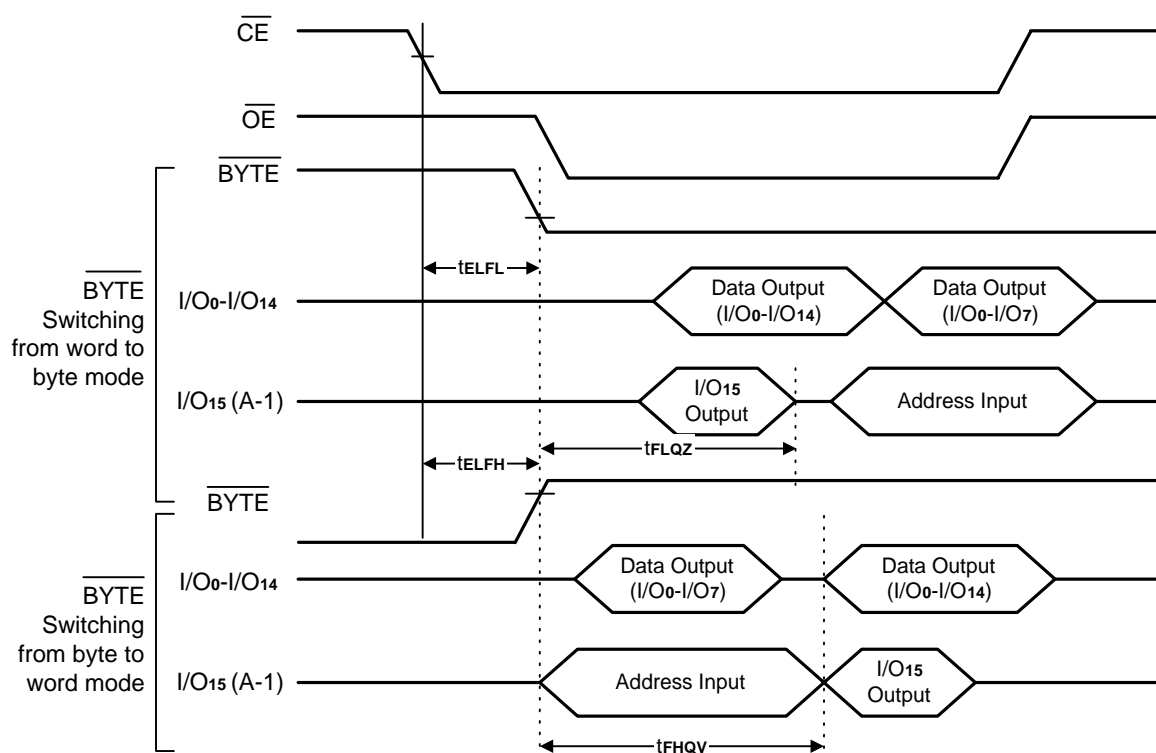 CE
OE
BYTE
tELFL
BYTE
Switching
from word to
byte mode
I/O0-I/O14
Data Output
(I/O0-I/O14)
Data Output
(I/O0-I/O7)
I/O15 (A-1)
I/O15
Output
Address Input
tELFH
tFLQZ
BYTE
BYTE
Switching
from byte to
word mode
I/O0-I/O14
Data Output
(I/O0-I/O7)
Data Output
(I/O0-I/O14)
I/O15 (A-1)
Address Input
I/O15
Output
tFHQV